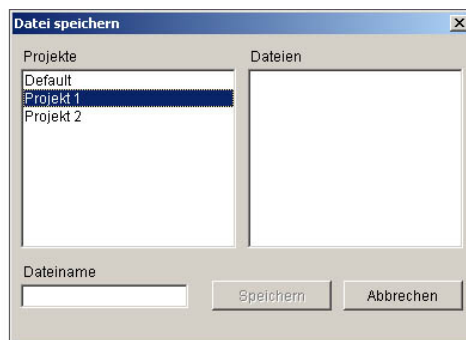 Datei speichern
Projekte
Dateien
Default
Projekt 1
Projekt 2
Dateiname
Speichern
Abbrechen